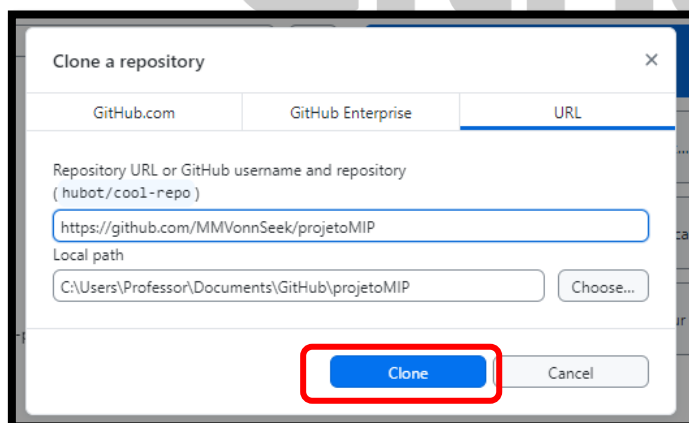 Clone a repository
GitHub.com
GitHub Enterprise
URL
Repository URL or GitHub username and repository
( hubot/cool-repo )
https://github.com/MMVonnSeek/projetoMIP
Local path
C:\Users\Professor\Documents\GitHub\projetoMIP
Choose...
Clone
Cancel